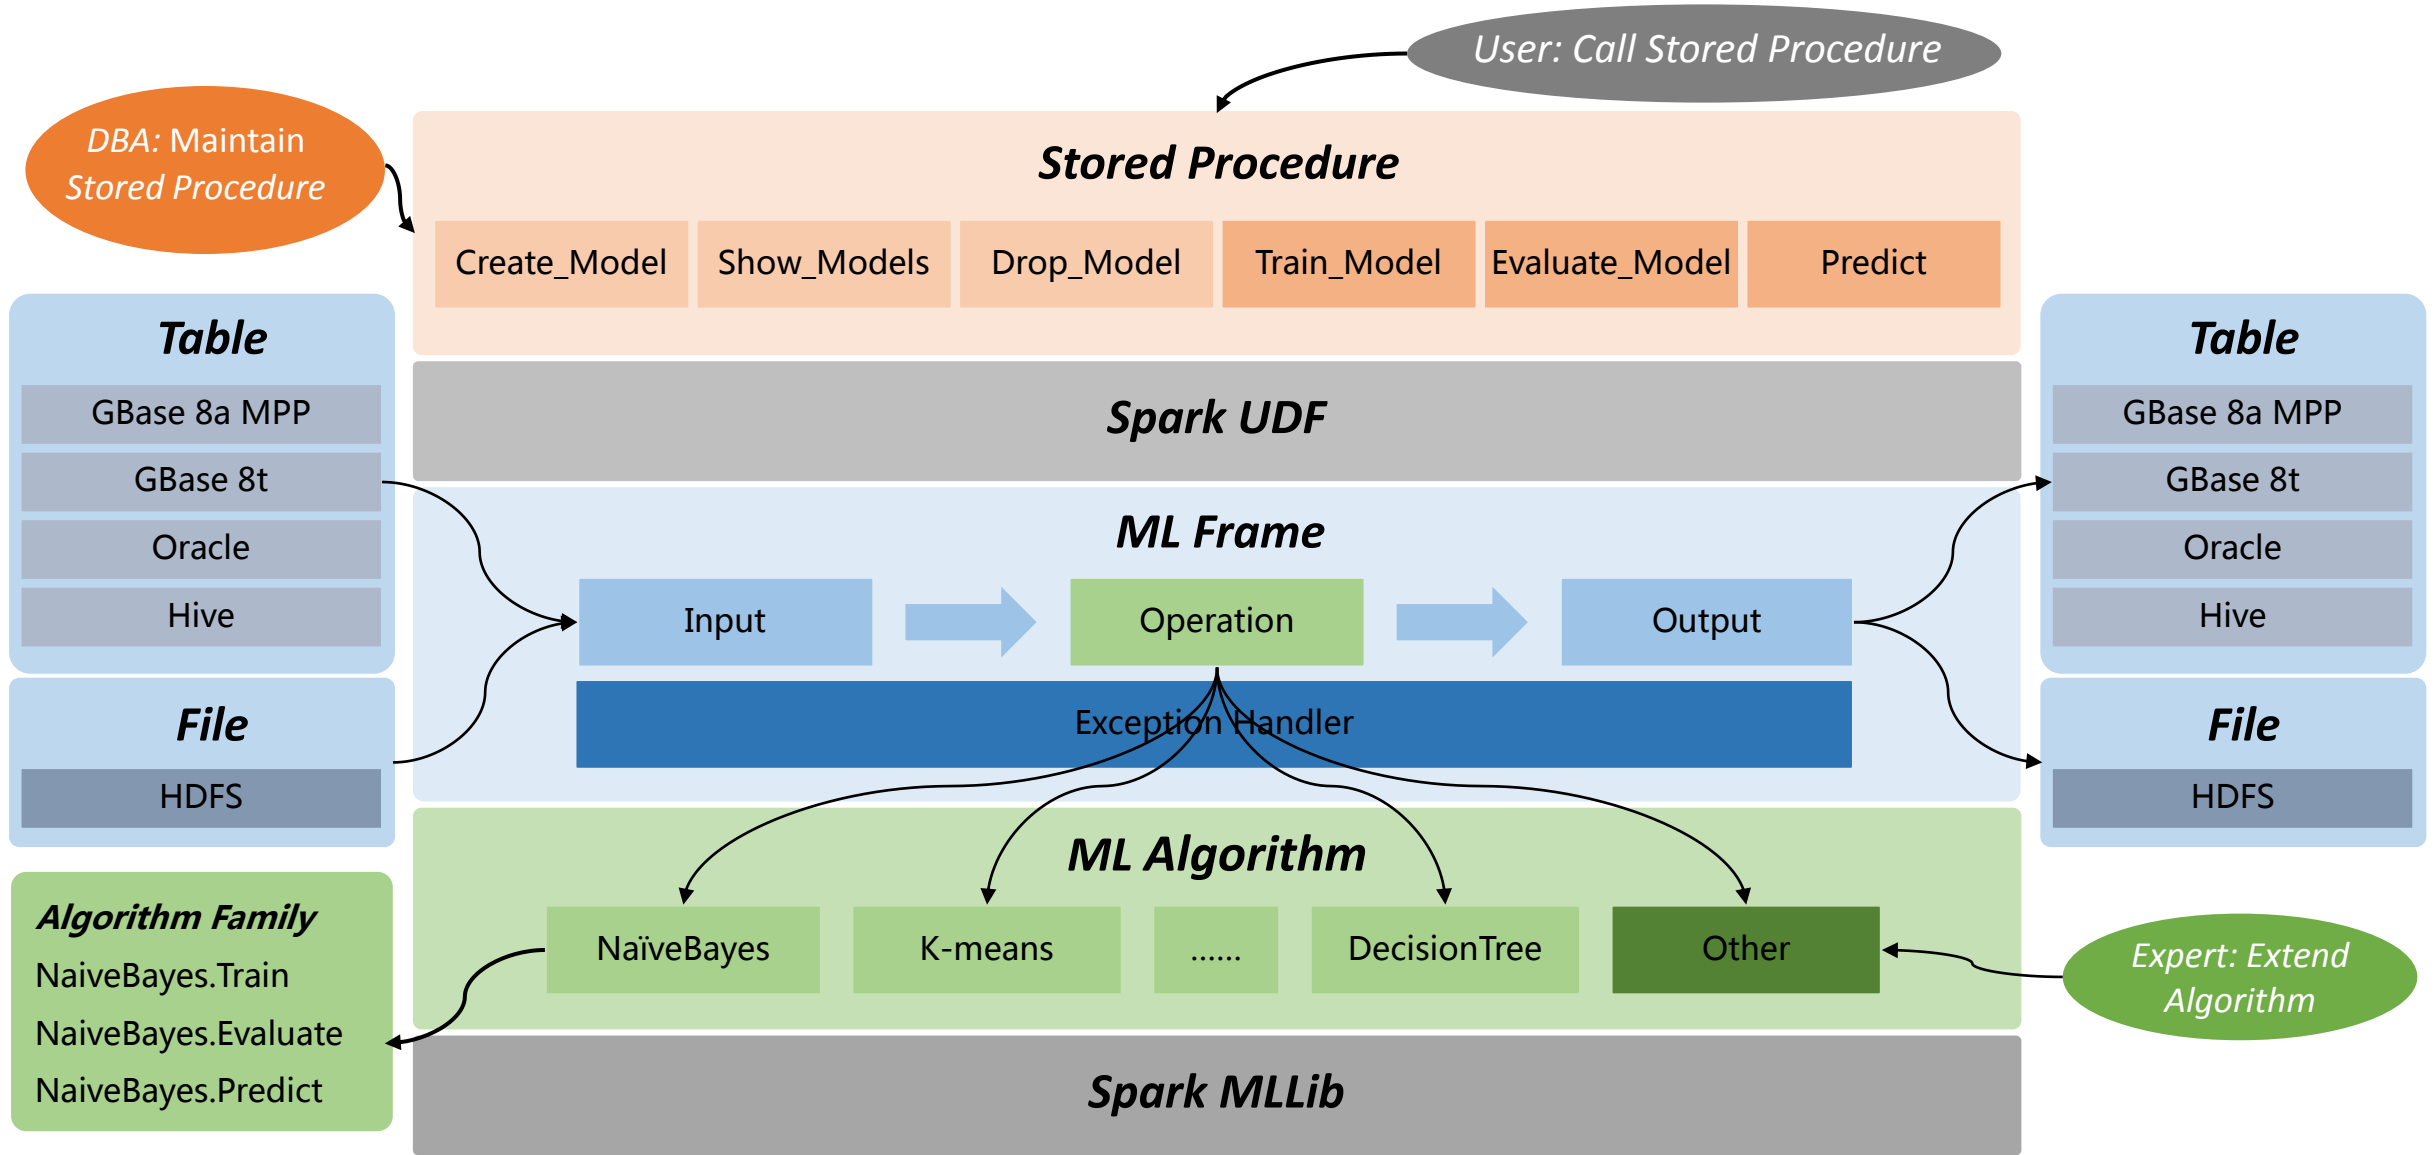 User: Call Stored Procedure
DBA: Maintain
Stored Procedure
Stored Procedure
Create_Model
Show_Models
Drop_Model
Train_Model
Evaluate_Model
Predict
Table
GBase 8a MPP
GBase 8t
Oracle
Hive
File
HDFS
Spark UDF
ML Frame
Input
Operation
Output
Exception Handler
Table
GBase 8a MPP
GBase 8t
Oracle
Hive
File
HDFS
ML Algorithm
NaïveBayes
K-means
......
DecisionTree
Other
Algorithm Family
NaiveBayes.Train
NaiveBayes.Evaluate
NaiveBayes.Predict
Expert: Extend
Algorithm
Spark MLLib